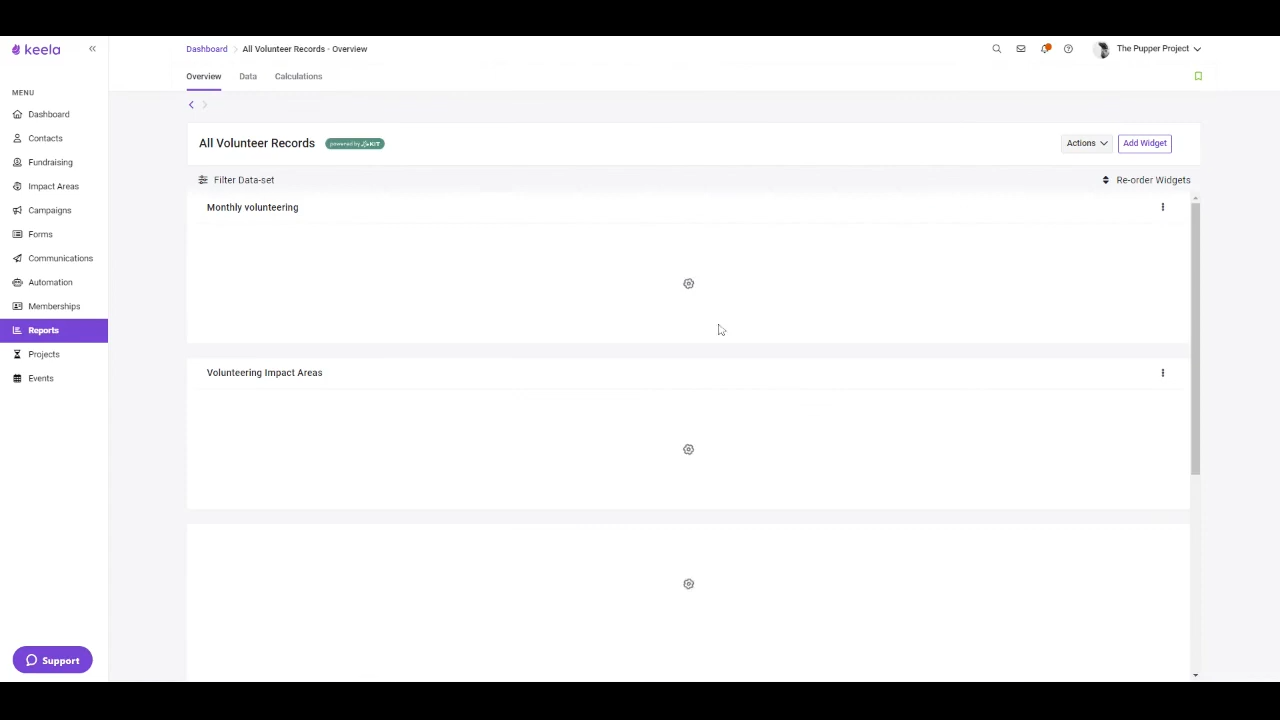 keela
Dashboard
All Volunteer Records - Overview
The Pupper Project
Overview
Data
Calculations
MENU
Dashboard
Contacts
Fundraising
Impact Areas
Campaigns
Forms
Communications
Automation
Memberships
Reports
Projects
Events
Support
All Volunteer Records
powered by KIT
Actions
Add Widget
Filter Data-set
Re-order Widgets
Monthly volunteering
Volunteering Impact Areas